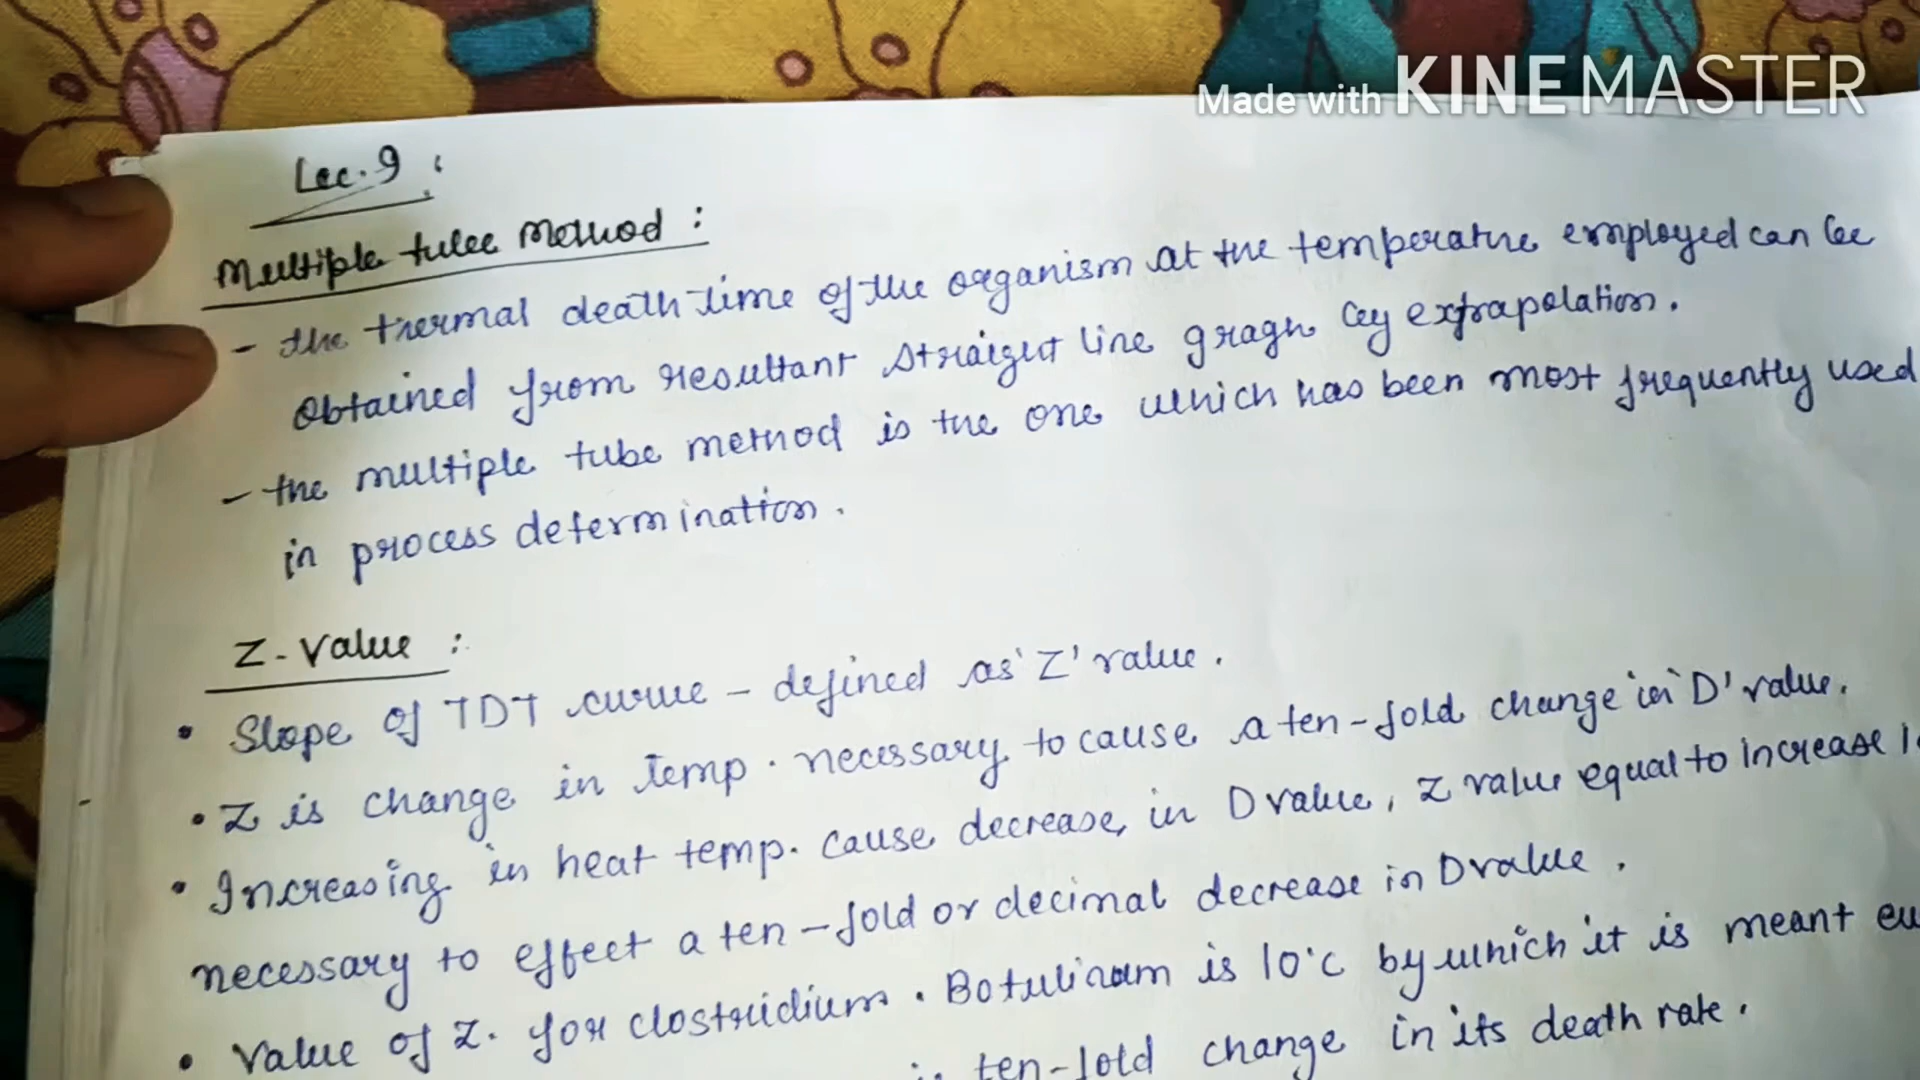 Made with KINEMASTER
Lec. 9 :
Multiple tube Method :
- the thermal death time of the organism at the temperature employed can be
obtained from resultant straight line graph by extrapolation.
- the multiple tube method is the one which has been most frequently used
in process determination.
Z - Value :
• Slope of TDT curve - defined as 'Z' value.
• Z is change in temp. necessary to cause a ten-fold change in 'D' value.
• Increasing in heat temp. cause decrease in D value, Z value equal to increase
necessary to effect a ten-fold or decimal decrease in D value.
• Value of Z. for clostridium. Botulinum is 10°C by which it is meant
ten-fold change in its death rate.